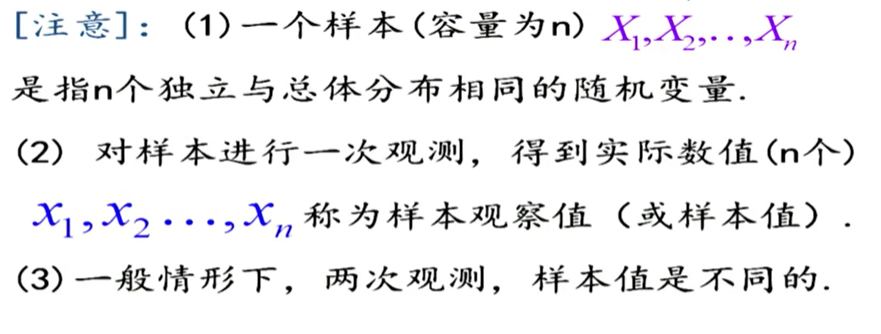 [注意]：(1)一个样本(容量为n) X₁,X₂,..,Xₙ
是指n个独立与总体分布相同的随机变量.
(2) 对样本进行一次观测，得到实际数值(n个)
x₁,x₂...,xₙ 称为样本观察值（或样本值）.
(3)一般情形下，两次观测，样本值是不同的.